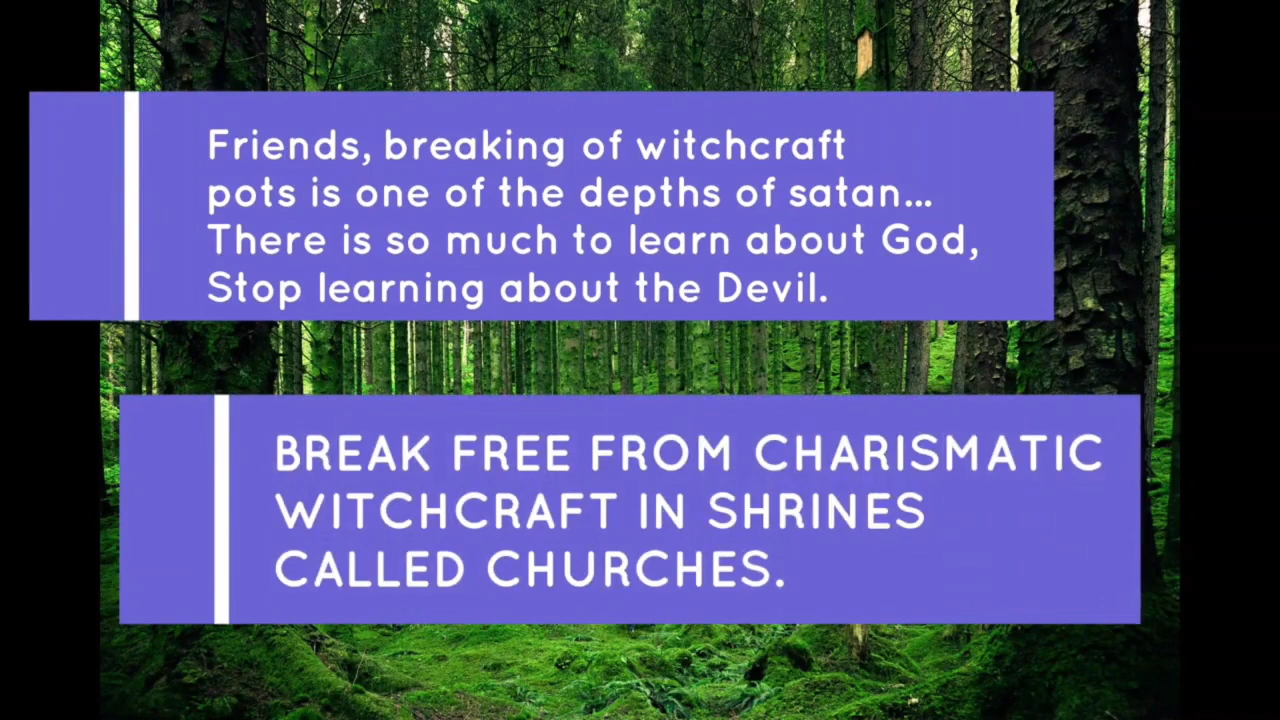 Friends, breaking of witchcraft
pots is one of the depths of satan...
There is so much to learn about God,
Stop learning about the Devil.
BREAK FREE FROM CHARISMATIC
WITCHCRAFT IN SHRINES
CALLED CHURCHES.